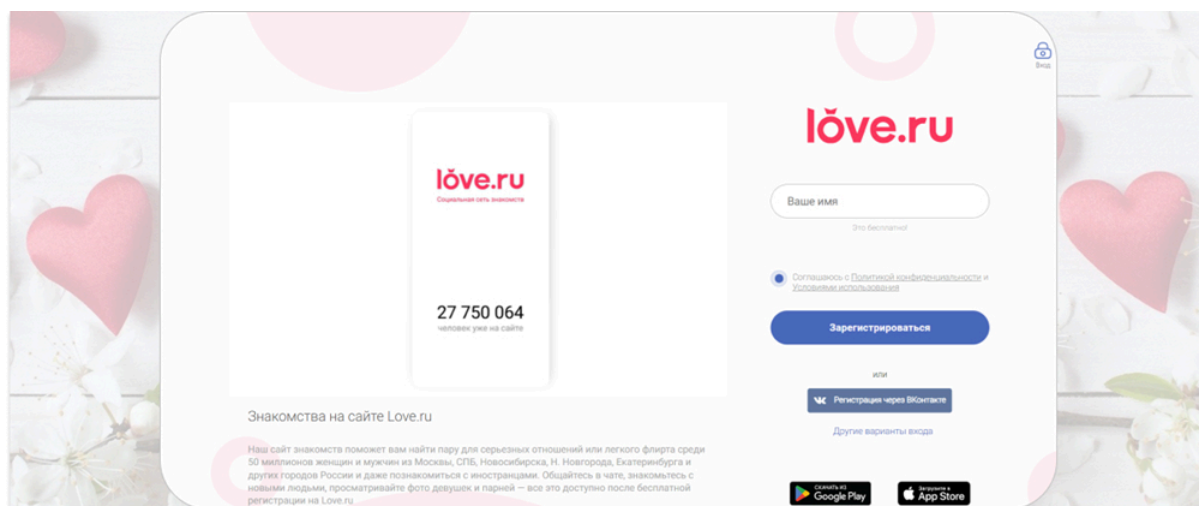 Вход
lŏve.ru
Социальная сеть знакомств
27 750 064
человек уже на сайте
Знакомства на сайте Love.ru
Наш сайт знакомств поможет вам найти пару для серьезных отношений или легкого флирта среди
50 миллионов женщин и мужчин из Москвы, СПБ, Новосибирска, Н. Новгорода, Екатеринбурга и
других городов России и даже познакомиться с иностранцами. Общайтесь в чате, знакомьтесь с
новыми людьми, просматривайте фото девушек и парней — все это доступно после бесплатной
регистрации на Love.ru
lŏve.ru
Ваше имя
Это бесплатно!
Соглашаюсь с Политикой конфиденциальности и
Условиями использования
Зарегистрироваться
или
Регистрация через ВКонтакте
Другие варианты входа
СКАЧАТЬ ИЗ
Google Play
Загрузите в
App Store